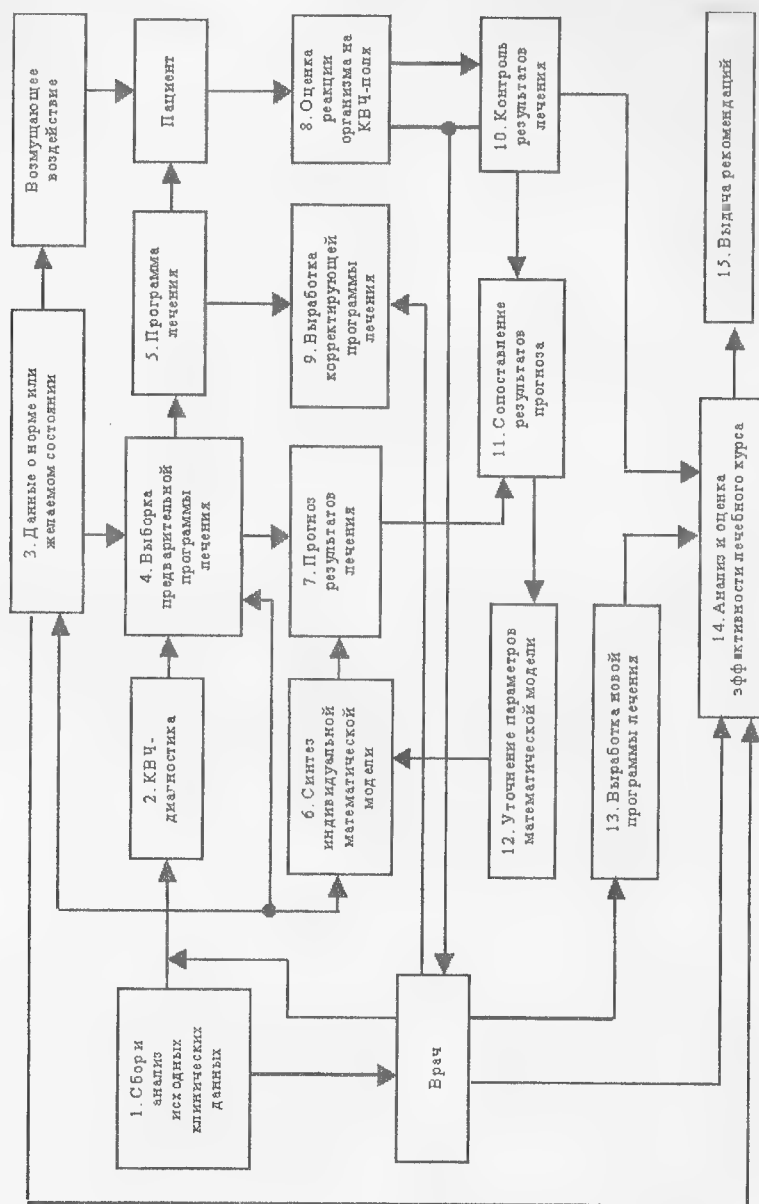 1. Сбор и
анализ
исходных
клинических
данных
2. КВЧ-
диагностика
3. Данные о норме или
желаемом состоянии
Возмущающее
воздействие
4. Выборка
предварительной
программы
лечения
5. Программа
лечения
Пациент
6. Синтез
индивидуальной
математической
модели
7. Прогноз
результатов
лечения
9. Выработка
корректирующей
программы
лечения
8. Оценка
реакции
организма на
КВЧ-поля
Врач
12. Уточнение параметров
математической модели
11. Сопоставление
результатов
прогноза
10. Контроль
результатов
лечения
13. Выработка новой
программы лечения
14. Анализ и оценка
эффективности лечебного курса
15. Выдача рекомендаций